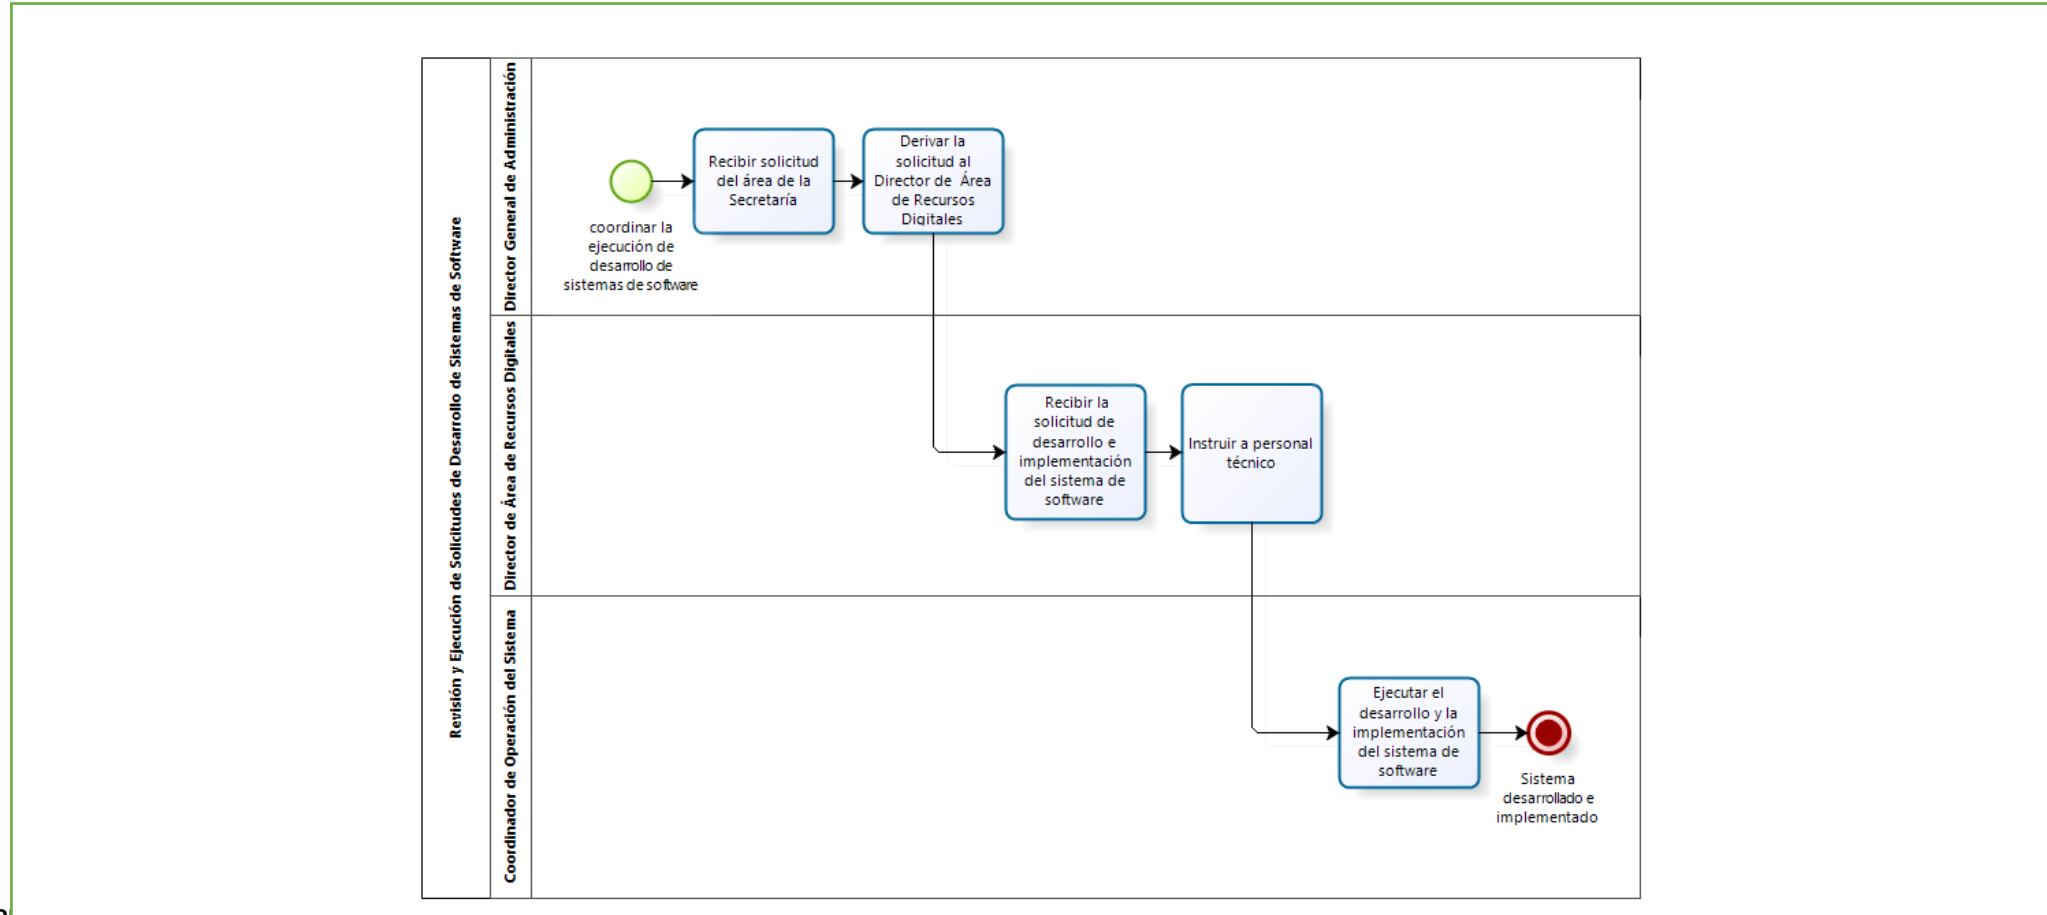 Revisión y Ejecución de Solicitudes de Desarrollo de Sistemas de Software
Director General de Administración
coordinar la
ejecución de
desarrollo de
sistemas de software
Recibir solicitud
del área de la
Secretaría
Derivar la
solicitud al
Director de Área
de Recursos
Digitales
Director de Área de Recursos Digitales
Recibir la
solicitud de
desarrollo e
implementación
del sistema de
software
Instruir a personal
técnico
Coordinador de Operación del Sistema
Ejecutar el
desarrollo y la
implementación
del sistema de
software
Sistema
desarrollado e
implementado